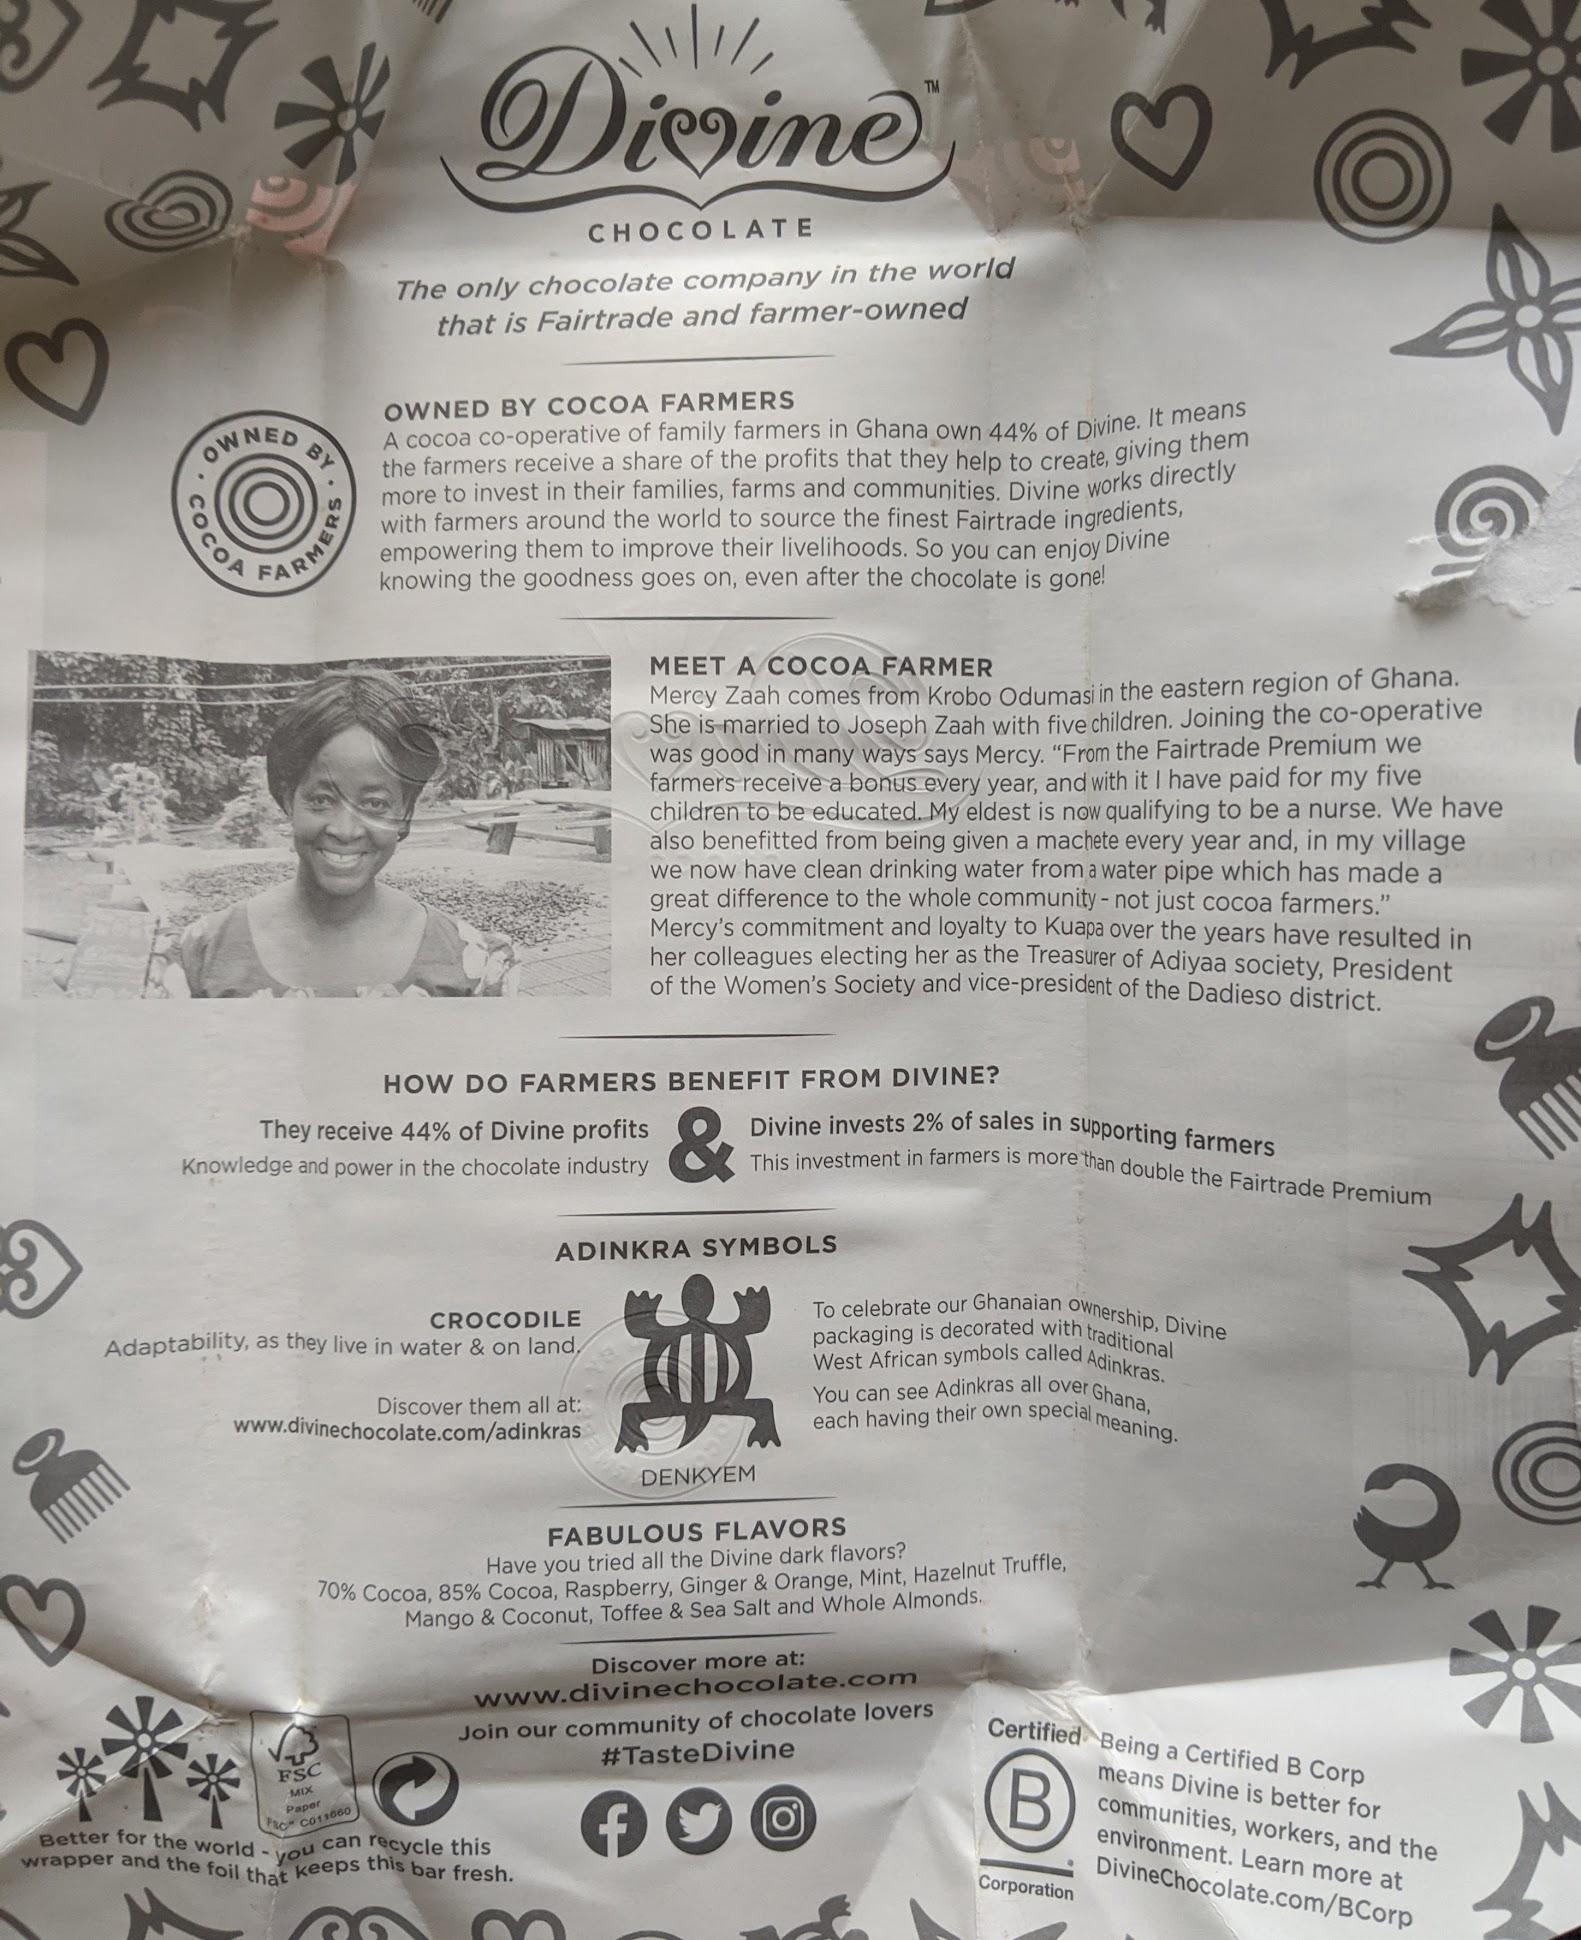 Divine™
CHOCOLATE
The only chocolate company in the world
that is Fairtrade and farmer-owned
OWNED BY COCOA FARMERS
OWNED BY COCOA FARMERS
A cocoa co-operative of family farmers in Ghana own 44% of Divine. It means
the farmers receive a share of the profits that they help to create, giving them
more to invest in their families, farms and communities. Divine works directly
with farmers around the world to source the finest Fairtrade ingredients,
empowering them to improve their livelihoods. So you can enjoy Divine
knowing the goodness goes on, even after the chocolate is gone!
MEET A COCOA FARMER
Mercy Zaah comes from Krobo Odumasi in the eastern region of Ghana.
She is married to Joseph Zaah with five children. Joining the co-operative
was good in many ways says Mercy. “From the Fairtrade Premium we
farmers receive a bonus every year, and with it I have paid for my five
children to be educated. My eldest is now qualifying to be a nurse. We have
also benefitted from being given a machete every year and, in my village
we now have clean drinking water from a water pipe which has made a
great difference to the whole community - not just cocoa farmers.”
Mercy’s commitment and loyalty to Kuapa over the years have resulted in
her colleagues electing her as the Treasurer of Adiyaa society, President
of the Women’s Society and vice-president of the Dadieso district.
HOW DO FARMERS BENEFIT FROM DIVINE?
They receive 44% of Divine profits
Knowledge and power in the chocolate industry
&
Divine invests 2% of sales in supporting farmers
This investment in farmers is more than double the Fairtrade Premium
ADINKRA SYMBOLS
CROCODILE
Adaptability, as they live in water & on land.
Discover them all at:
www.divinechocolate.com/adinkras
DENKYEM
To celebrate our Ghanaian ownership, Divine
packaging is decorated with traditional
West African symbols called Adinkras.
You can see Adinkras all over Ghana,
each having their own special meaning.
FABULOUS FLAVORS
Have you tried all the Divine dark flavors?
70% Cocoa, 85% Cocoa, Raspberry, Ginger & Orange, Mint, Hazelnut Truffle,
Mango & Coconut, Toffee & Sea Salt and Whole Almonds.
Discover more at:
www.divinechocolate.com
Join our community of chocolate lovers
#TasteDivine
FSC
MIX
Paper
FSC® C011660
Better for the world - you can recycle this
wrapper and the foil that keeps this bar fresh.
Certified
B
Corporation
Being a Certified B Corp
means Divine is better for
communities, workers, and the
environment. Learn more at
DivineChocolate.com/BCorp